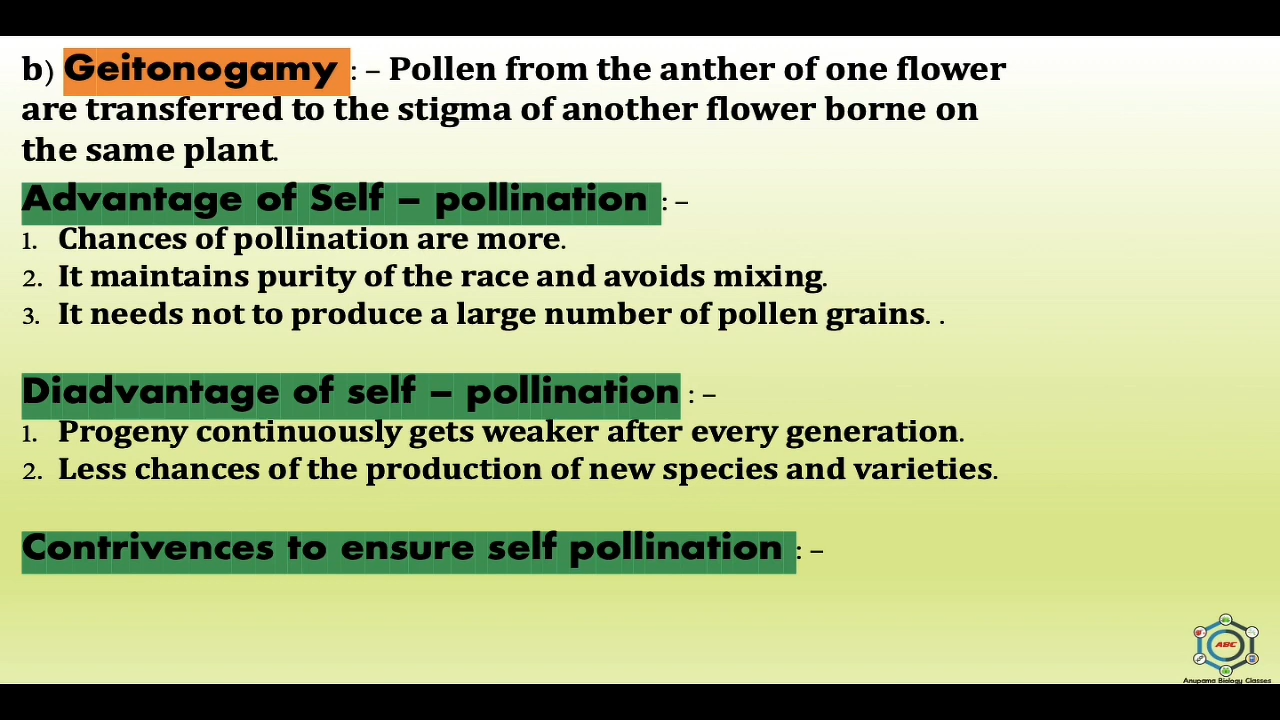 b) Geitonogamy : – Pollen from the anther of one flower
are transferred to the stigma of another flower borne on
the same plant.
Advantage of Self – pollination : –
1. Chances of pollination are more.
2. It maintains purity of the race and avoids mixing.
3. It needs not to produce a large number of pollen grains. .
Diadvantage of self – pollination : –
1. Progeny continuously gets weaker after every generation.
2. Less chances of the production of new species and varieties.
Contrivences to ensure self pollination : –
ABC
Anupama Biology Classes